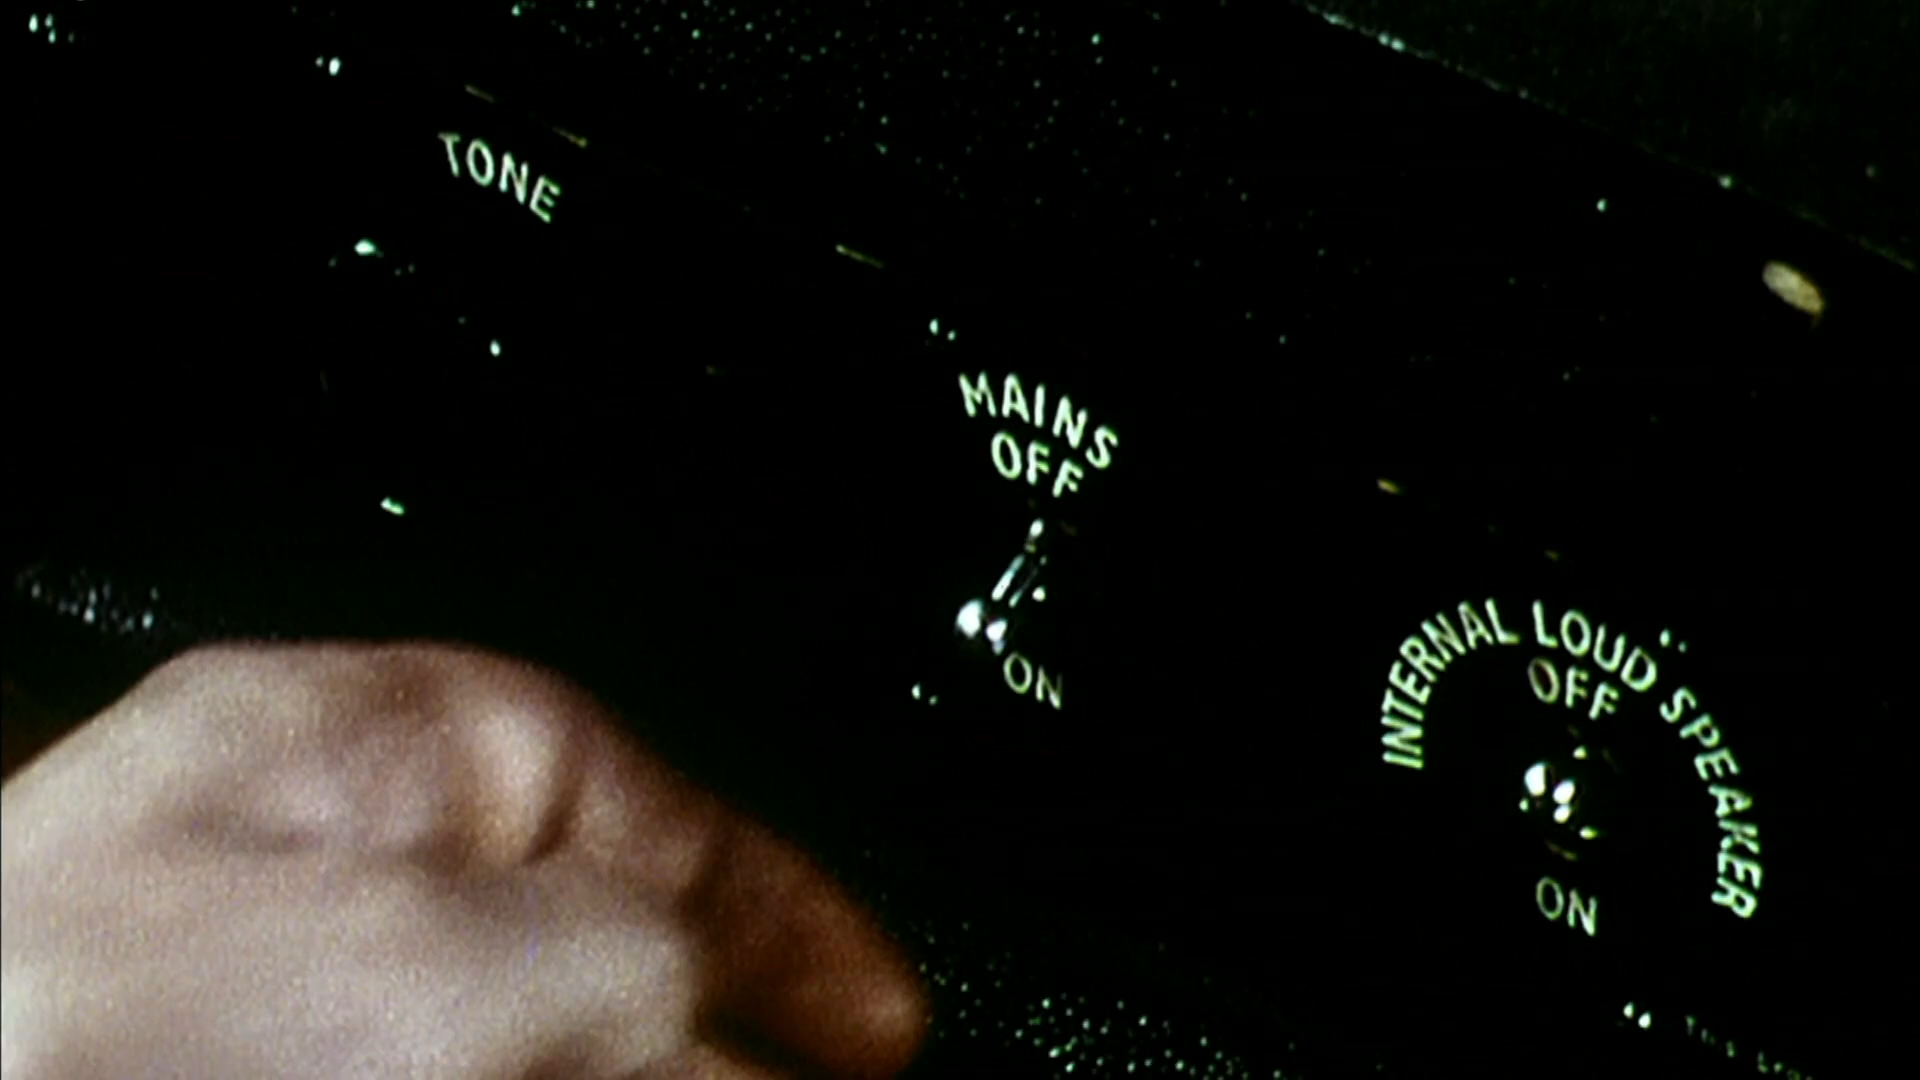 TONE
MAINS
OFF
ON
INTERNAL LOUD SPEAKER
OFF
ON